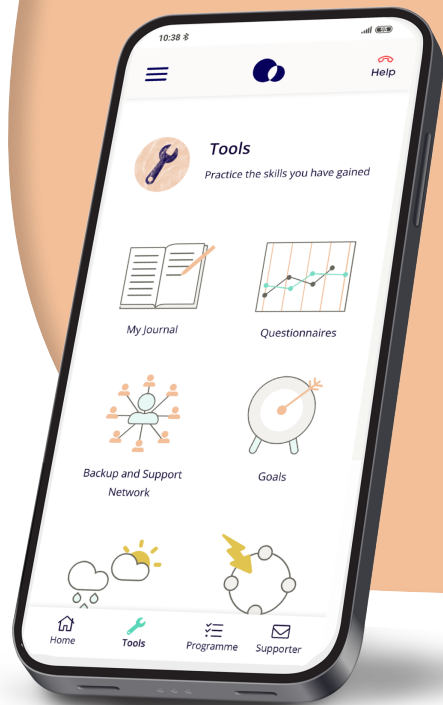 10:38
Help
Tools
Practice the skills you have gained
My Journal
Questionnaires
Backup and Support
Network
Goals
Home
Tools
Programme
Supporter